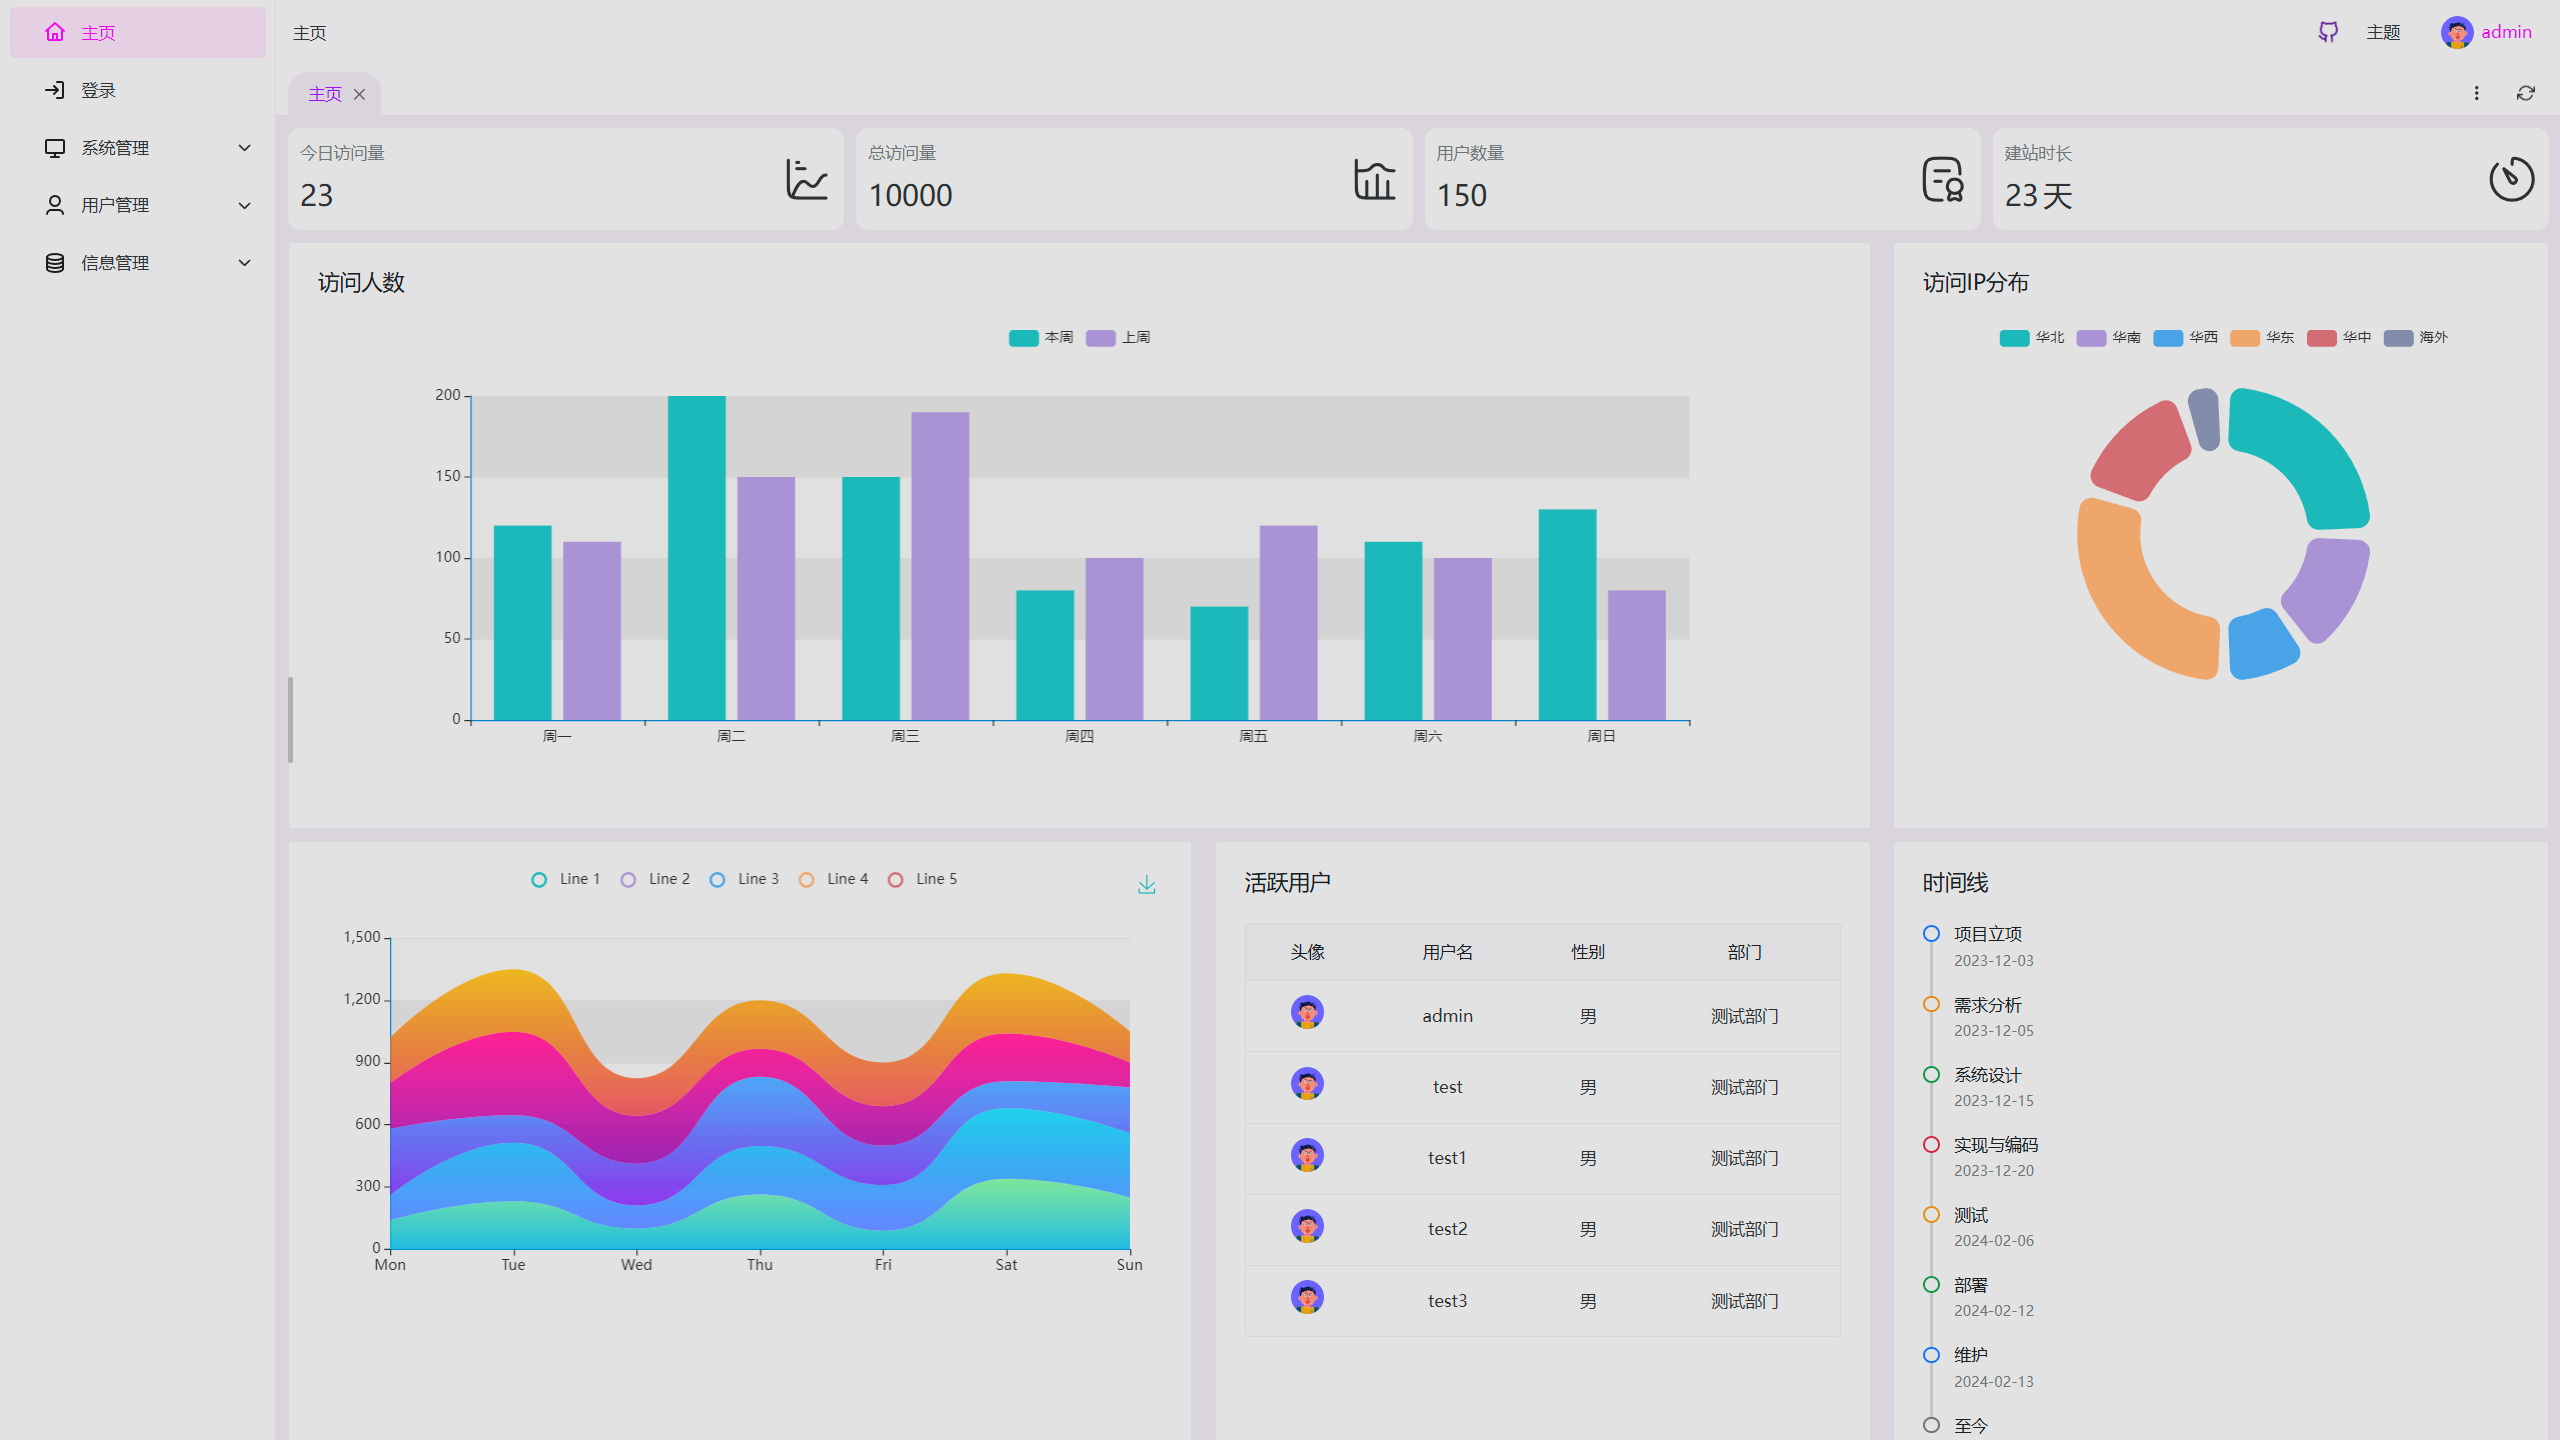 主页
登录
系统管理
用户管理
信息管理
主页
主题
admin
主页
今日访问量
23
总访问量
10000
用户数量
150
建站时长
23 天
访问人数
本周 上周
200
150
100
50
0
周一 周二 周三 周四 周五 周六 周日
访问IP分布
华北 华南 华西 华东 华中 海外
Line 1 Line 2 Line 3 Line 4 Line 5
1,500
1,200
900
600
300
0
Mon Tue Wed Thu Fri Sat Sun
活跃用户
头像 用户名 性别 部门
admin 男 测试部门
test 男 测试部门
test1 男 测试部门
test2 男 测试部门
test3 男 测试部门
时间线
项目立项
2023-12-03
需求分析
2023-12-05
系统设计
2023-12-15
实现与编码
2023-12-20
测试
2024-02-06
部署
2024-02-12
维护
2024-02-13
至今